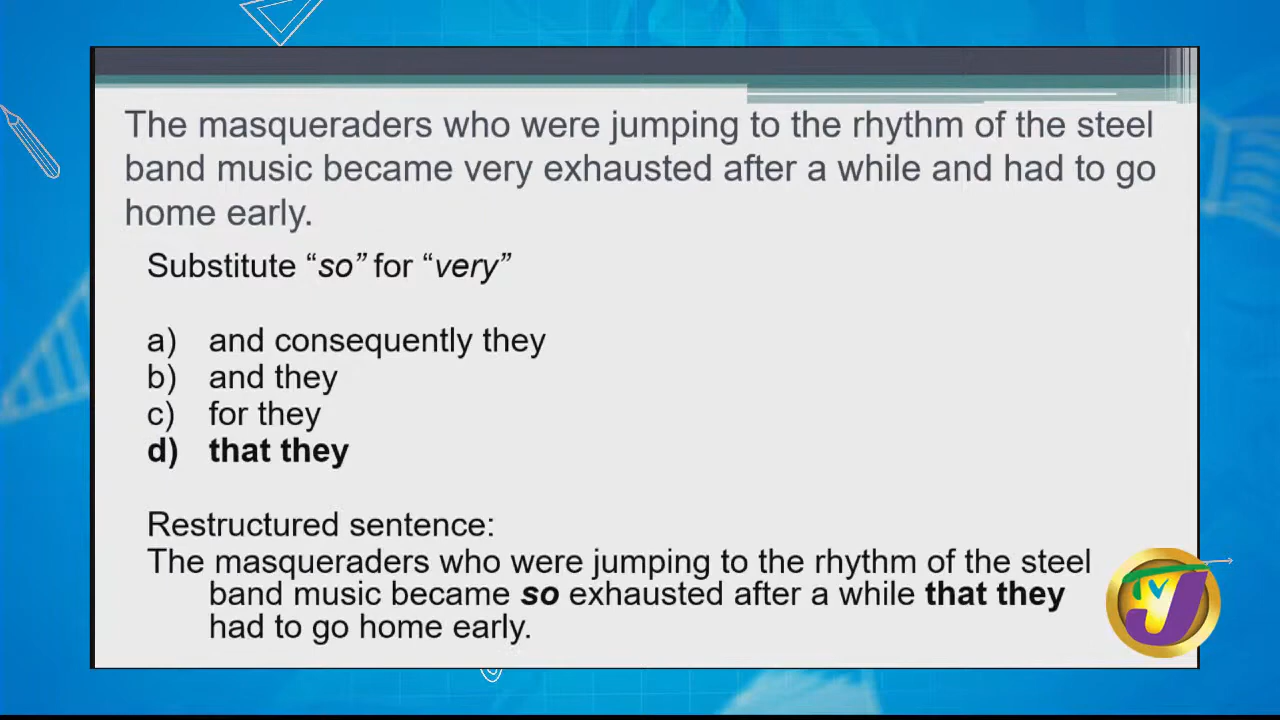 The masqueraders who were jumping to the rhythm of the steel
band music became very exhausted after a while and had to go
home early.
Substitute “so” for “very”
a) and consequently they
b) and they
c) for they
d) that they
Restructured sentence:
The masqueraders who were jumping to the rhythm of the steel
band music became so exhausted after a while that they
had to go home early.
TVJ